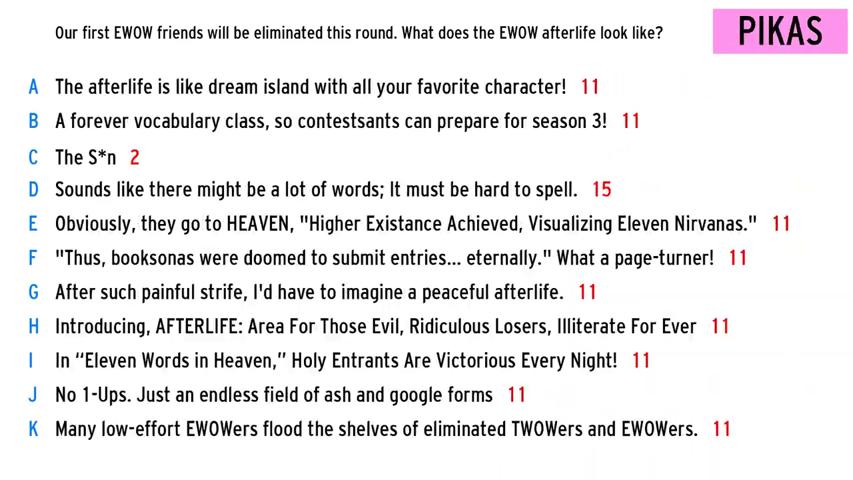 Our first EWOW friends will be eliminated this round. What does the EWOW afterlife look like?
PIKAS
A The afterlife is like dream island with all your favorite character! 11
B A forever vocabulary class, so contestsants can prepare for season 3! 11
C The S*n 2
D Sounds like there might be a lot of words; It must be hard to spell. 15
E Obviously, they go to HEAVEN, "Higher Existance Achieved, Visualizing Eleven Nirvanas." 11
F "Thus, booksonas were doomed to submit entries... eternally." What a page-turner! 11
G After such painful strife, I'd have to imagine a peaceful afterlife. 11
H Introducing, AFTERLIFE: Area For Those Evil, Ridiculous Losers, Illiterate For Ever 11
I In “Eleven Words in Heaven,” Holy Entrants Are Victorious Every Night! 11
J No 1-Ups. Just an endless field of ash and google forms 11
K Many low-effort EWOWers flood the shelves of eliminated TWOWers and EWOWers. 11